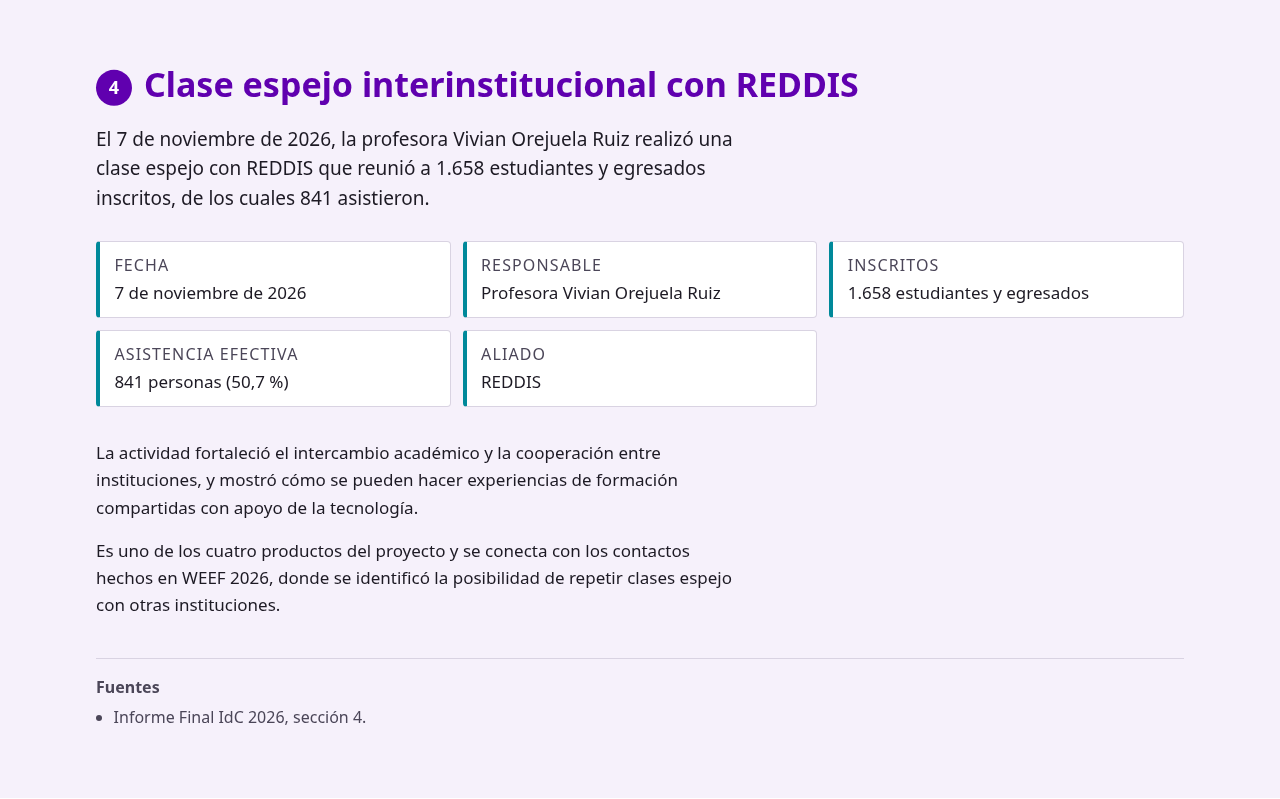 4 Clase espejo interinstitucional con REDDIS
El 7 de noviembre de 2026, la profesora Vivian Orejuela Ruiz realizó una
clase espejo con REDDIS que reunió a 1.658 estudiantes y egresados
inscritos, de los cuales 841 asistieron.
FECHA
7 de noviembre de 2026
RESPONSABLE
Profesora Vivian Orejuela Ruiz
INSCRITOS
1.658 estudiantes y egresados
ASISTENCIA EFECTIVA
841 personas (50,7 %)
ALIADO
REDDIS
La actividad fortaleció el intercambio académico y la cooperación entre
instituciones, y mostró cómo se pueden hacer experiencias de formación
compartidas con apoyo de la tecnología.
Es uno de los cuatro productos del proyecto y se conecta con los contactos
hechos en WEEF 2026, donde se identificó la posibilidad de repetir clases espejo
con otras instituciones.
Fuentes
• Informe Final IdC 2026, sección 4.